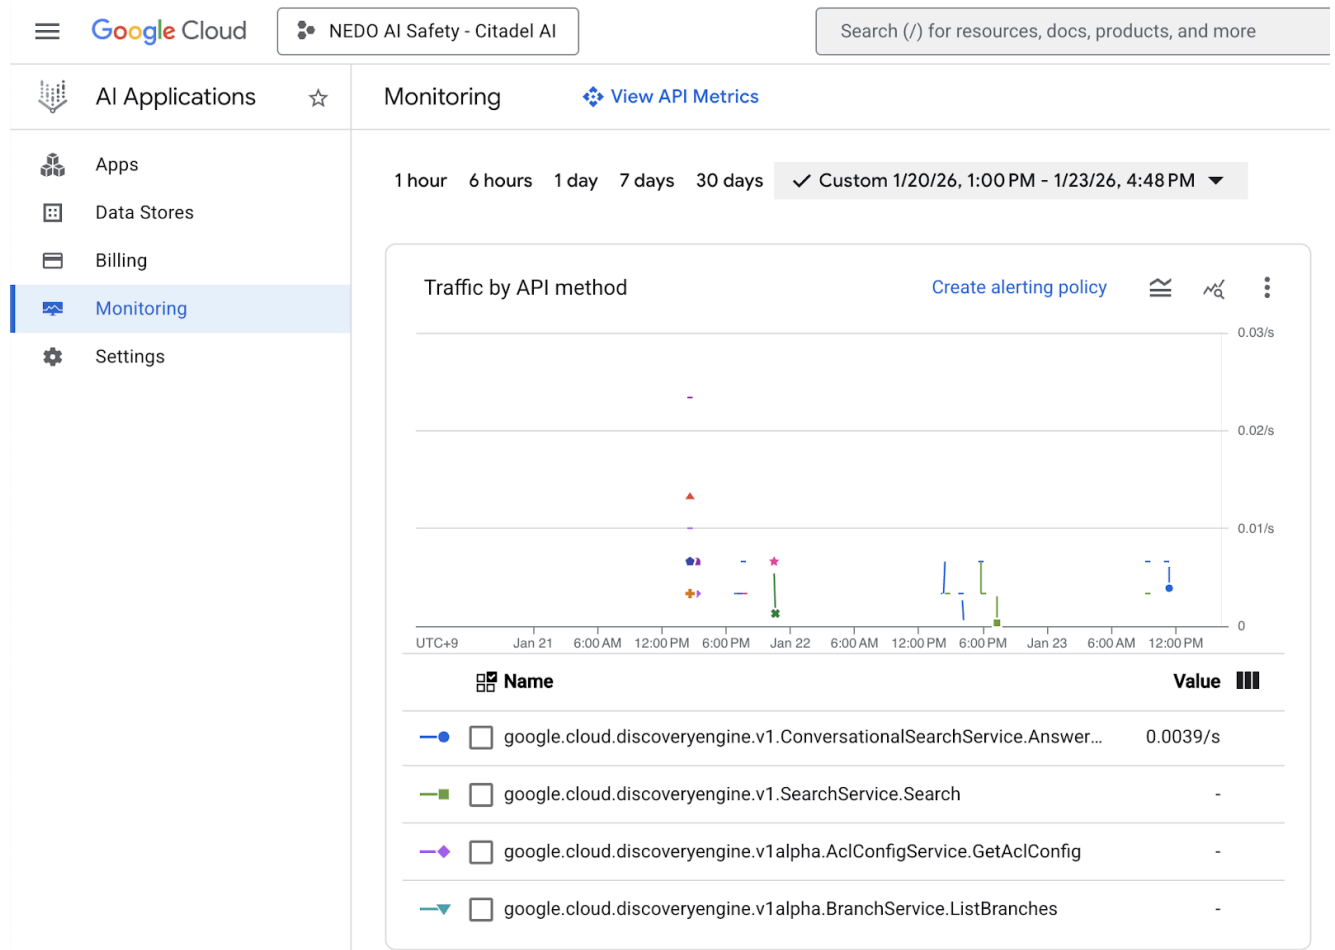 Google Cloud
NEDO AI Safety - Citadel AI
Search (/) for resources, docs, products, and more
AI Applications
Monitoring
View API Metrics
Apps
Data Stores
Billing
Monitoring
Settings
1 hour 6 hours 1 day 7 days 30 days Custom 1/20/26, 1:00 PM - 1/23/26, 4:48 PM
Traffic by API method
Create alerting policy
0.03/s
0.02/s
0.01/s
0
UTC+9 Jan 21 6:00 AM 12:00 PM 6:00 PM Jan 22 6:00 AM 12:00 PM 6:00 PM Jan 23 6:00 AM 12:00 PM
Name Value
google.cloud.discoveryengine.v1.ConversationalSearchService.Answer... 0.0039/s
google.cloud.discoveryengine.v1.SearchService.Search -
google.cloud.discoveryengine.v1alpha.AclConfigService.GetAclConfig -
google.cloud.discoveryengine.v1alpha.BranchService.ListBranches -